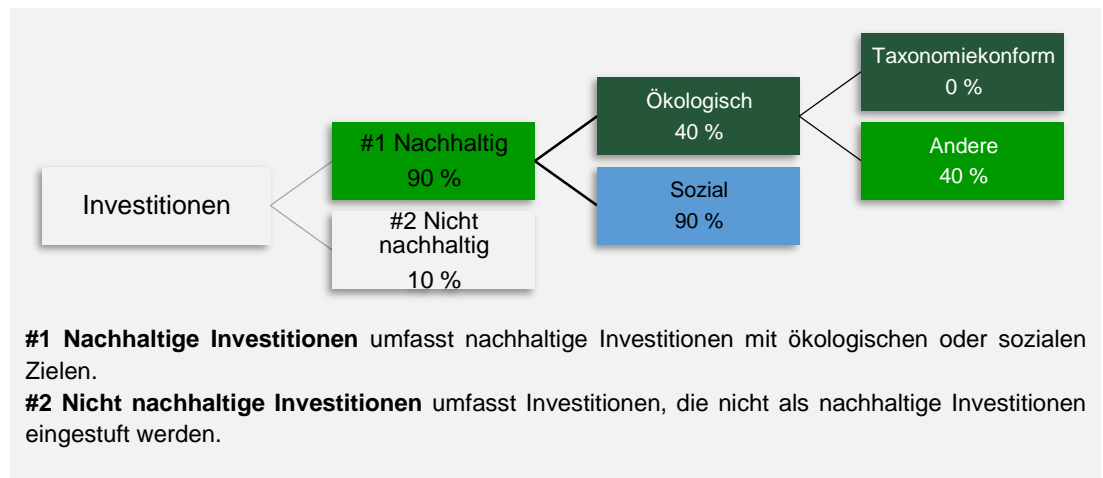 Investitionen
#1 Nachhaltig
90 %
#2 Nicht
nachhaltig
10 %
Ökologisch
40 %
Sozial
90 %
Taxonomiekonform
0 %
Andere
40 %
#1 Nachhaltige Investitionen umfasst nachhaltige Investitionen mit ökologischen oder sozialen
Zielen.
#2 Nicht nachhaltige Investitionen umfasst Investitionen, die nicht als nachhaltige Investitionen
eingestuft werden.